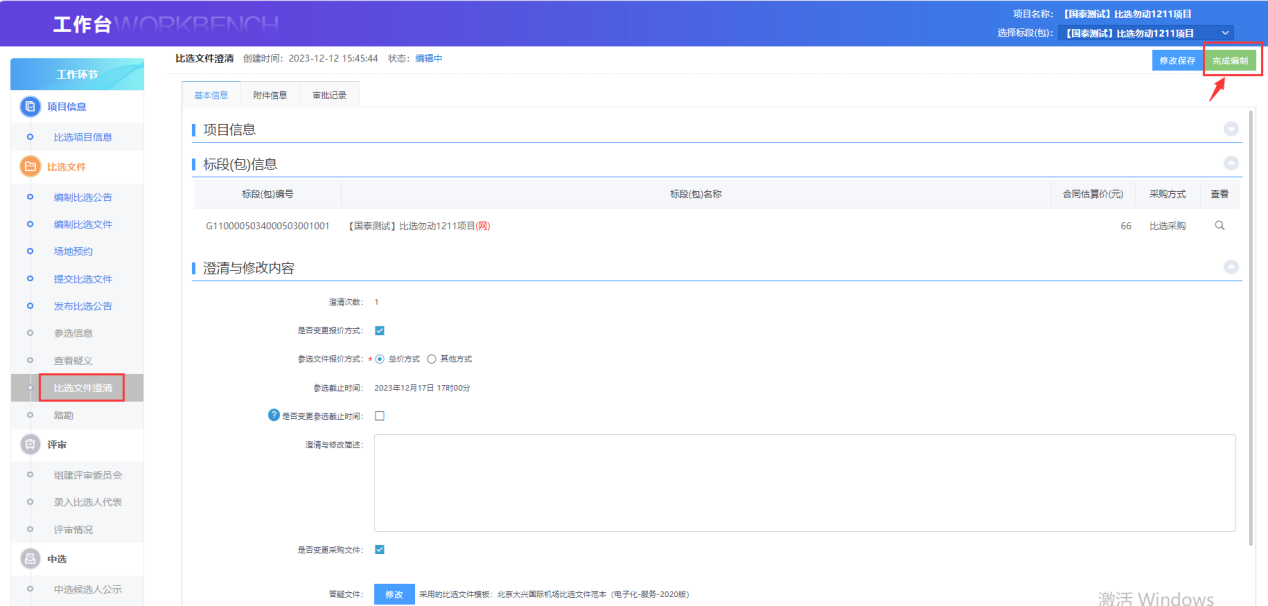 工作台WORKBENCH
项目名称： 【国泰测试】比选勿动1211项目
选择标段(包)： 【国泰测试】比选勿动1211项目
比选文件澄清 创建时间：2023-12-12 15:45:44 状态：编辑中
修改保存 完成编制
工作环节
项目信息
比选项目信息
比选文件
编制比选公告
编制比选文件
场地预约
提交比选文件
发布比选公告
参选信息
查看疑义
比选文件澄清
踏勘
评审
组建评审委员会
录入比选人代表
评审情况
中选
中选候选人公示
基本信息 附件信息 审批记录
项目信息
标段(包)信息
标段(包)编号 标段(包)名称 合同估算价(元) 采购方式 查看
G1100005034000503001001 【国泰测试】比选勿动1211项目(网) 66 比选采购
澄清与修改内容
澄清次数： 1
是否变更报价方式：
参选文件报价方式：* 总价方式 其他方式
参选截止时间： 2023年12月17日 17时00分
? 是否变更参选截止时间：
澄清与修改简述：
是否变更采购文件：
答疑文件： 修改 采用的比选文件模板：北京大兴国际机场比选文件范本（电子化-服务-2020版）
激活 Windows